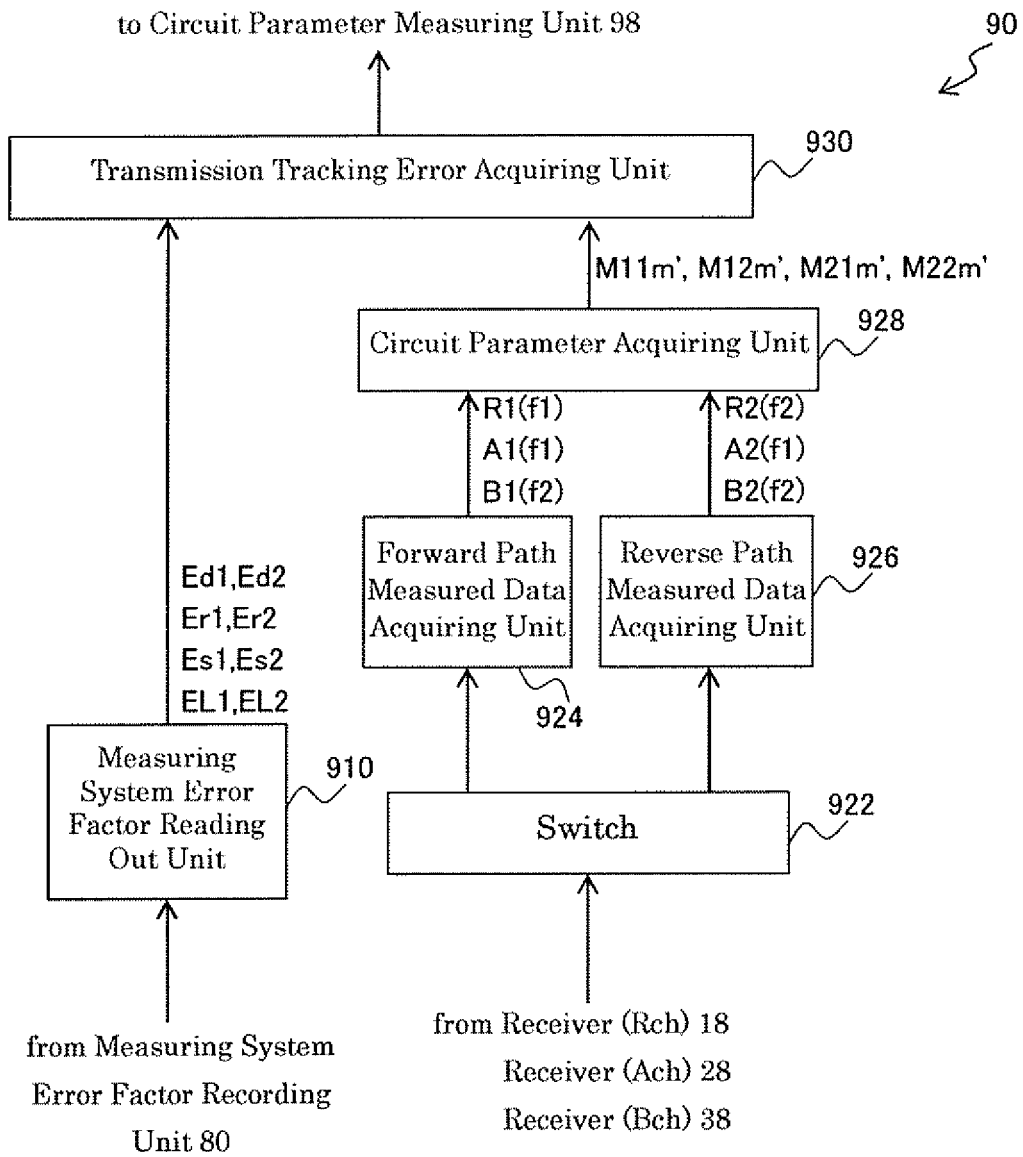 to Circuit Parameter Measuring Unit 98
90
930
Transmission Tracking Error Acquiring Unit
M11m', M12m', M21m', M22m'
928
Circuit Parameter Acquiring Unit
R1(f1)
A1(f1)
B1(f2)
R2(f2)
A2(f1)
B2(f2)
Forward Path
Measured Data
Acquiring Unit
924
Reverse Path
Measured Data
Acquiring Unit
926
Ed1,Ed2
Er1,Er2
Es1,Es2
EL1,EL2
Measuring
System Error
Factor Reading
Out Unit
910
Switch
922
from Measuring System
Error Factor Recording
Unit 80
from Receiver (Rch) 18
Receiver (Ach) 28
Receiver (Bch) 38